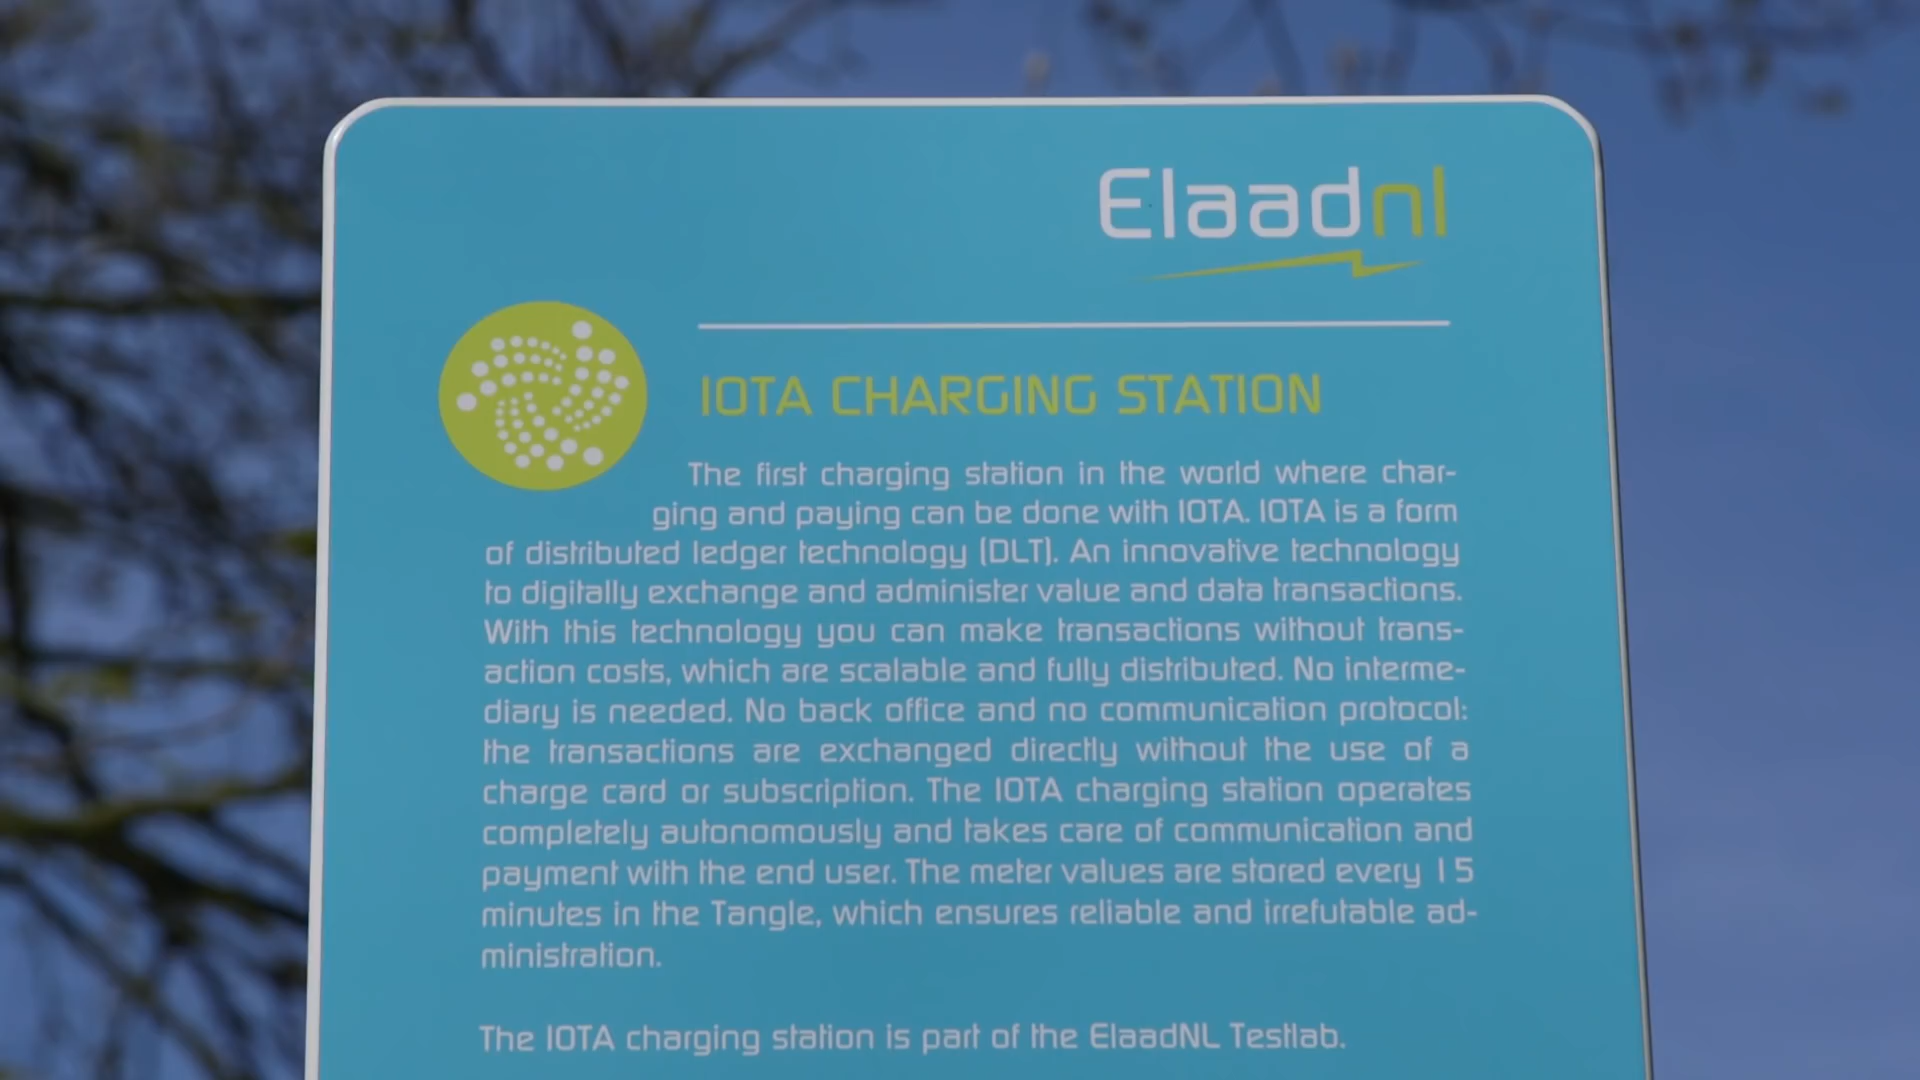 Elaadnl
IOTA CHARGING STATION
The first charging station in the world where char-
ging and paying can be done with IOTA. IOTA is a form
of distributed ledger technology (DLT). An innovative technology
to digitally exchange and administer value and data transactions.
With this technology you can make transactions without trans-
action costs, which are scalable and fully distributed. No interme-
diary is needed. No back office and no communication protocol:
the transactions are exchanged directly without the use of a
charge card or subscription. The IOTA charging station operates
completely autonomously and takes care of communication and
payment with the end user. The meter values are stored every 15
minutes in the Tangle, which ensures reliable and irrefutable ad-
ministration.
The IOTA charging station is part of the ElaadNL Testlab.